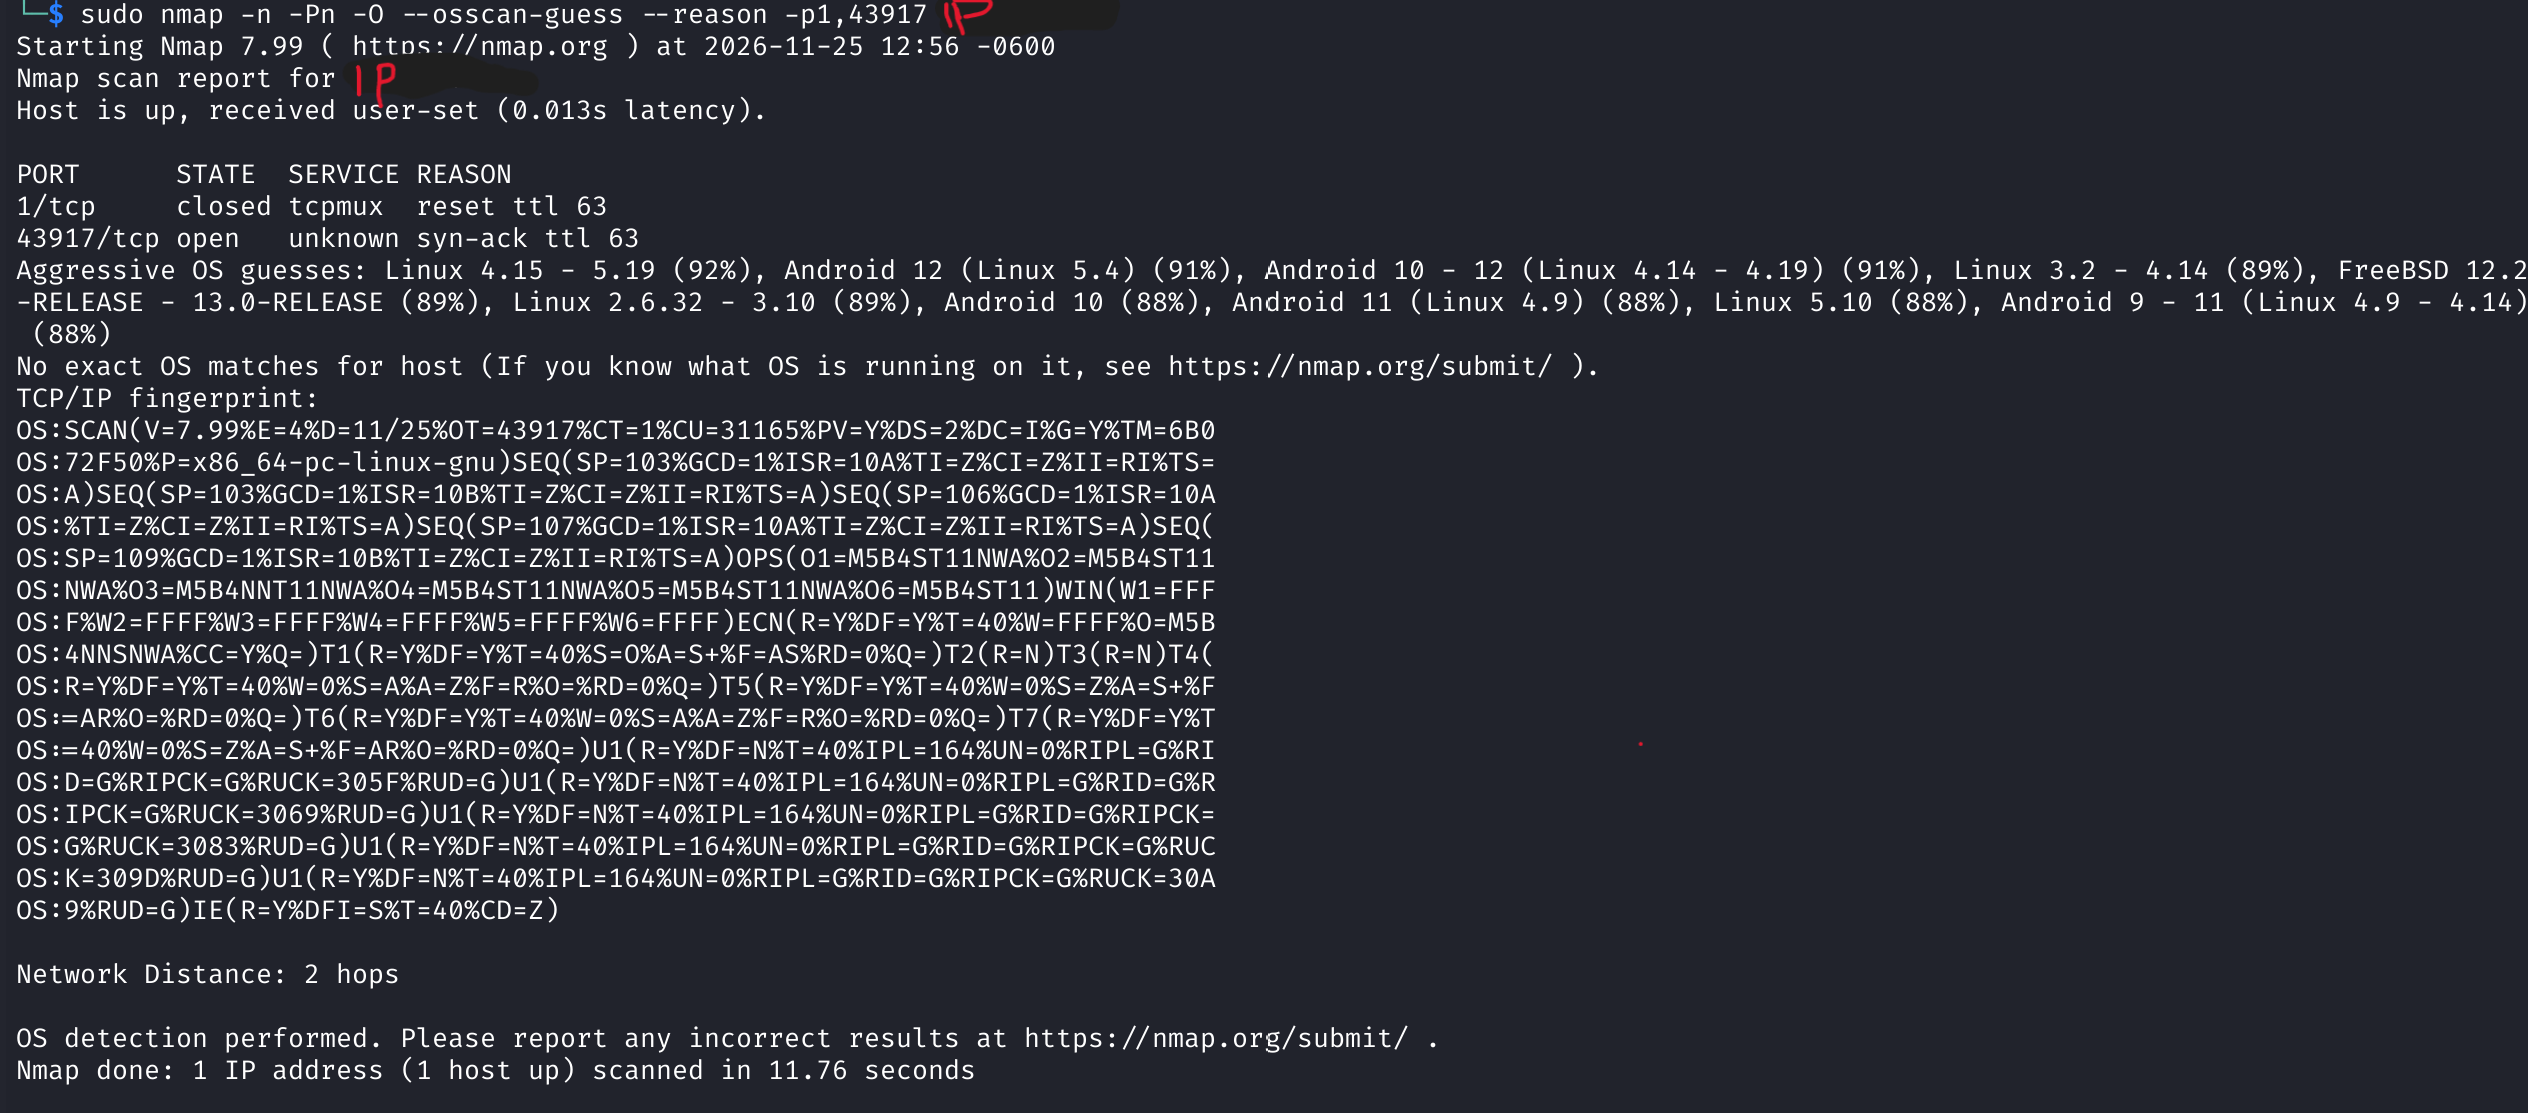 └─$ sudo nmap -n -Pn -O --osscan-guess --reason -p1,43917 IP
Starting Nmap 7.99 ( https://nmap.org ) at 2026-11-25 12:56 -0600
Nmap scan report for IP
Host is up, received user-set (0.013s latency).
PORT      STATE  SERVICE REASON
1/tcp     closed tcpmux  reset ttl 63
43917/tcp open   unknown syn-ack ttl 63
Aggressive OS guesses: Linux 4.15 - 5.19 (92%), Android 12 (Linux 5.4) (91%), Android 10 - 12 (Linux 4.14 - 4.19) (91%), Linux 3.2 - 4.14 (89%), FreeBSD 12.2
-RELEASE - 13.0-RELEASE (89%), Linux 2.6.32 - 3.10 (89%), Android 10 (88%), Android 11 (Linux 4.9) (88%), Linux 5.10 (88%), Android 9 - 11 (Linux 4.9 - 4.14)
 (88%)
No exact OS matches for host (If you know what OS is running on it, see https://nmap.org/submit/ ).
TCP/IP fingerprint:
OS:SCAN(V=7.99%E=4%D=11/25%OT=43917%CT=1%CU=31165%PV=Y%DS=2%DC=I%G=Y%TM=6B0
OS:72F50%P=x86_64-pc-linux-gnu)SEQ(SP=103%GCD=1%ISR=10A%TI=Z%CI=Z%II=RI%TS=
OS:A)SEQ(SP=103%GCD=1%ISR=10B%TI=Z%CI=Z%II=RI%TS=A)SEQ(SP=106%GCD=1%ISR=10A
OS:%TI=Z%CI=Z%II=RI%TS=A)SEQ(SP=107%GCD=1%ISR=10A%TI=Z%CI=Z%II=RI%TS=A)SEQ(
OS:SP=109%GCD=1%ISR=10B%TI=Z%CI=Z%II=RI%TS=A)OPS(O1=M5B4ST11NWA%O2=M5B4ST11
OS:NWA%O3=M5B4NNT11NWA%O4=M5B4ST11NWA%O5=M5B4ST11NWA%O6=M5B4ST11)WIN(W1=FFF
OS:F%W2=FFFF%W3=FFFF%W4=FFFF%W5=FFFF%W6=FFFF)ECN(R=Y%DF=Y%T=40%W=FFFF%O=M5B
OS:4NNSNWA%CC=Y%Q=)T1(R=Y%DF=Y%T=40%S=O%A=S+%F=AS%RD=0%Q=)T2(R=N)T3(R=N)T4(
OS:R=Y%DF=Y%T=40%W=0%S=A%A=Z%F=R%O=%RD=0%Q=)T5(R=Y%DF=Y%T=40%W=0%S=Z%A=S+%F
OS:=AR%O=%RD=0%Q=)T6(R=Y%DF=Y%T=40%W=0%S=A%A=Z%F=R%O=%RD=0%Q=)T7(R=Y%DF=Y%T
OS:=40%W=0%S=Z%A=S+%F=AR%O=%RD=0%Q=)U1(R=Y%DF=N%T=40%IPL=164%UN=0%RIPL=G%RI
OS:D=G%RIPCK=G%RUCK=305F%RUD=G)U1(R=Y%DF=N%T=40%IPL=164%UN=0%RIPL=G%RID=G%R
OS:IPCK=G%RUCK=3069%RUD=G)U1(R=Y%DF=N%T=40%IPL=164%UN=0%RIPL=G%RID=G%RIPCK=
OS:G%RUCK=3083%RUD=G)U1(R=Y%DF=N%T=40%IPL=164%UN=0%RIPL=G%RID=G%RIPCK=G%RUC
OS:K=309D%RUD=G)U1(R=Y%DF=N%T=40%IPL=164%UN=0%RIPL=G%RID=G%RIPCK=G%RUCK=30A
OS:9%RUD=G)IE(R=Y%DFI=S%T=40%CD=Z)
Network Distance: 2 hops
OS detection performed. Please report any incorrect results at https://nmap.org/submit/ .
Nmap done: 1 IP address (1 host up) scanned in 11.76 seconds